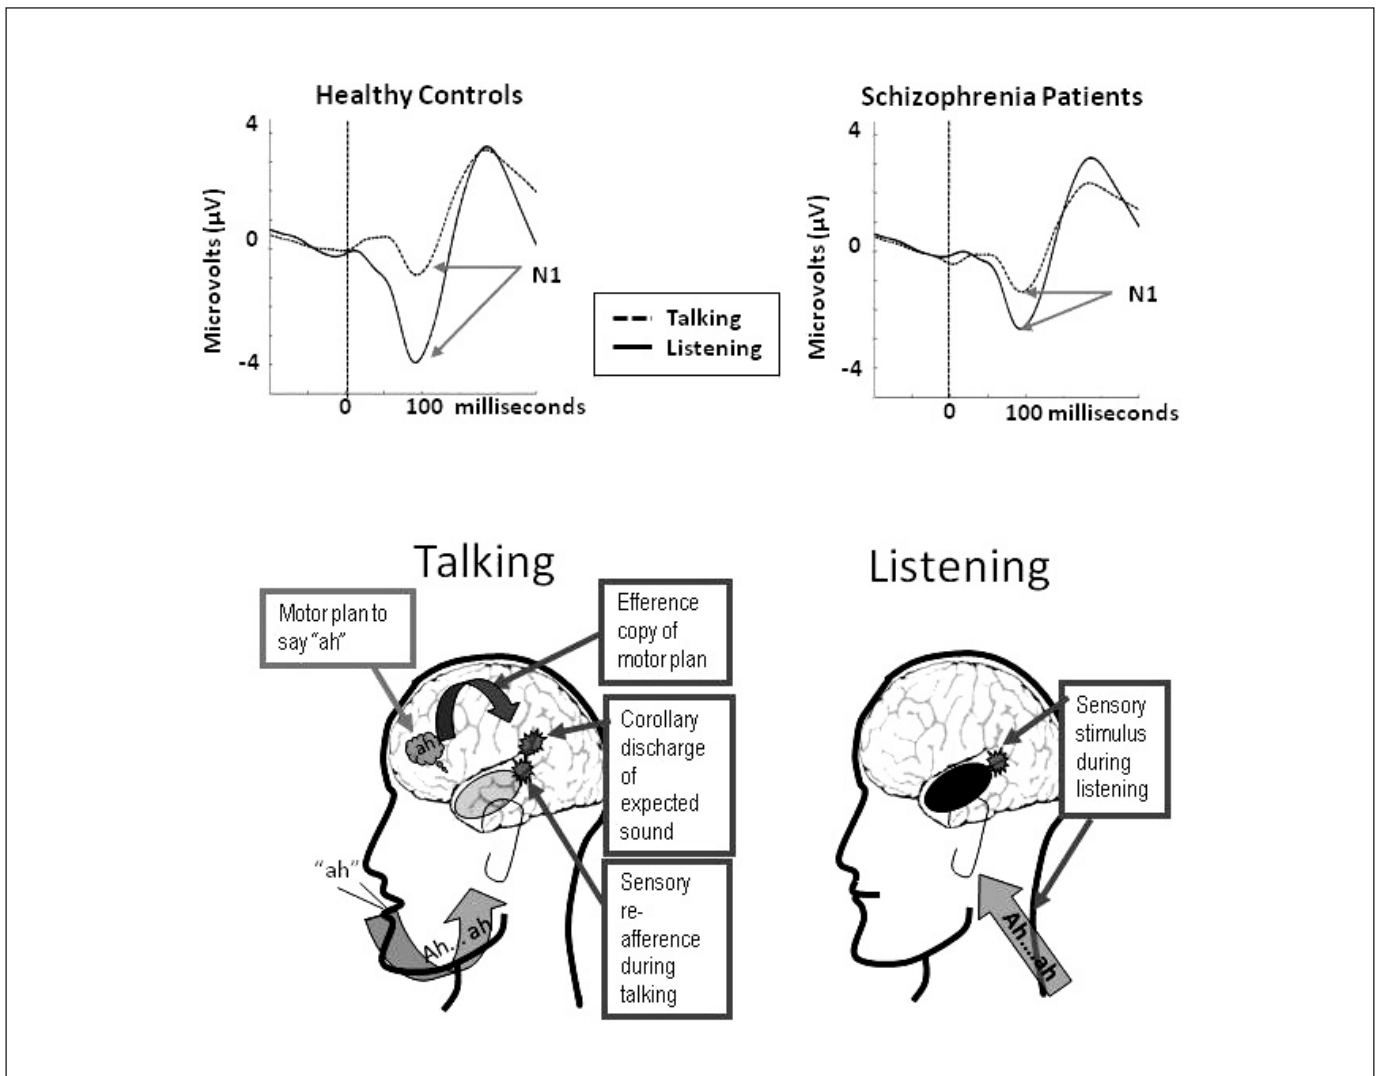 Healthy Controls
4
0
-4
Microvolts (µV)
N1
0
100 milliseconds
Schizophrenia Patients
4
0
-4
Microvolts (µV)
N1
0
100 milliseconds
Talking
Listening
Talking
Motor plan to
say “ah”
Efference
copy of
motor plan
ah
Corollary
discharge
of
expected
sound
“ah”
Ah... ah
Sensory
re-
afference
during
talking
Listening
Sensory
stimulus
during
listening
Ah....ah